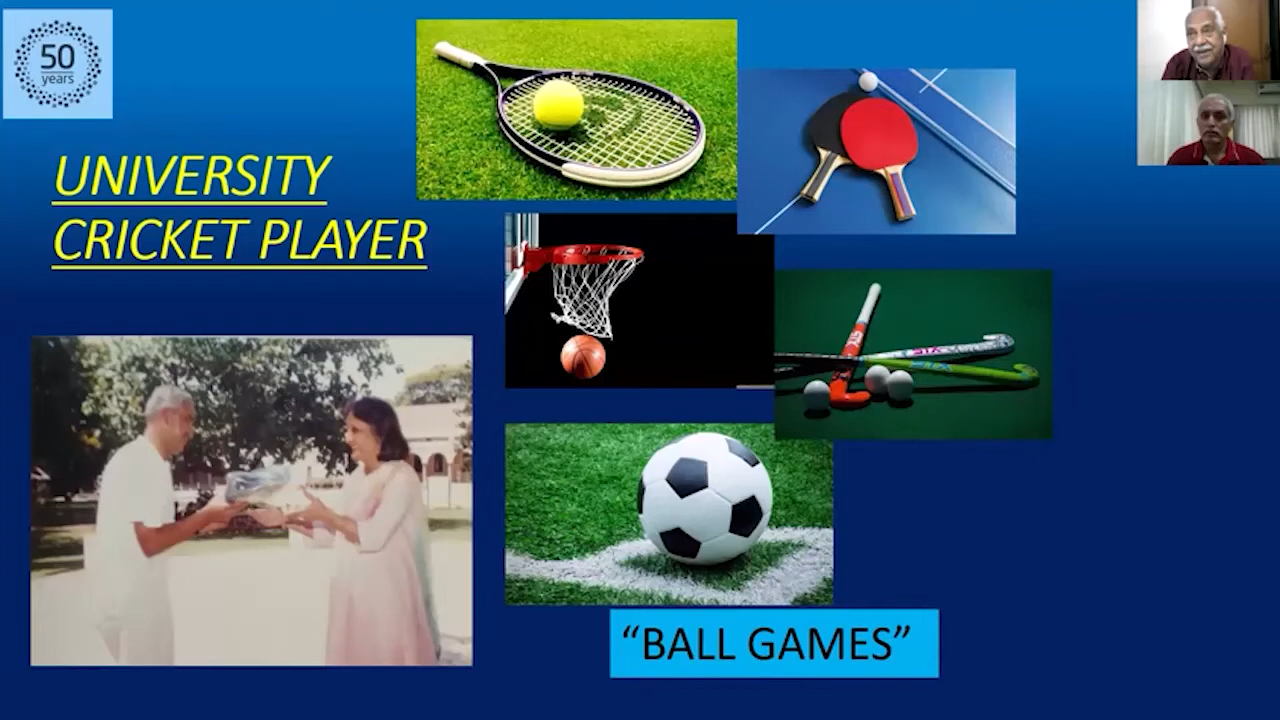 50
years
UNIVERSITY
CRICKET PLAYER
“BALL GAMES”